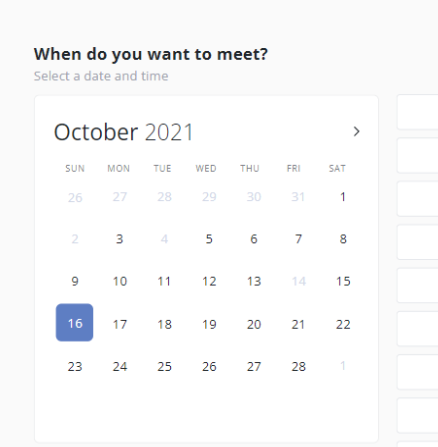 When do you want to meet?
Select a date and time
October 2021
SUN MON TUE WED THU FRI SAT
26 27 28 29 30 31 1
2 3 4 5 6 7 8
9 10 11 12 13 14 15
16 17 18 19 20 21 22
23 24 25 26 27 28 1